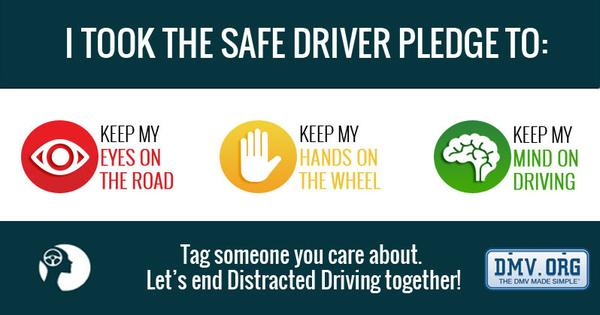 I TOOK THE SAFE DRIVER PLEDGE TO:
KEEP MY
EYES ON
THE ROAD
KEEP MY
HANDS ON
THE WHEEL
KEEP MY
MIND ON
DRIVING
Tag someone you care about.
Let's end Distracted Driving together!
DMV.ORG
THE DMV MADE SIMPLE